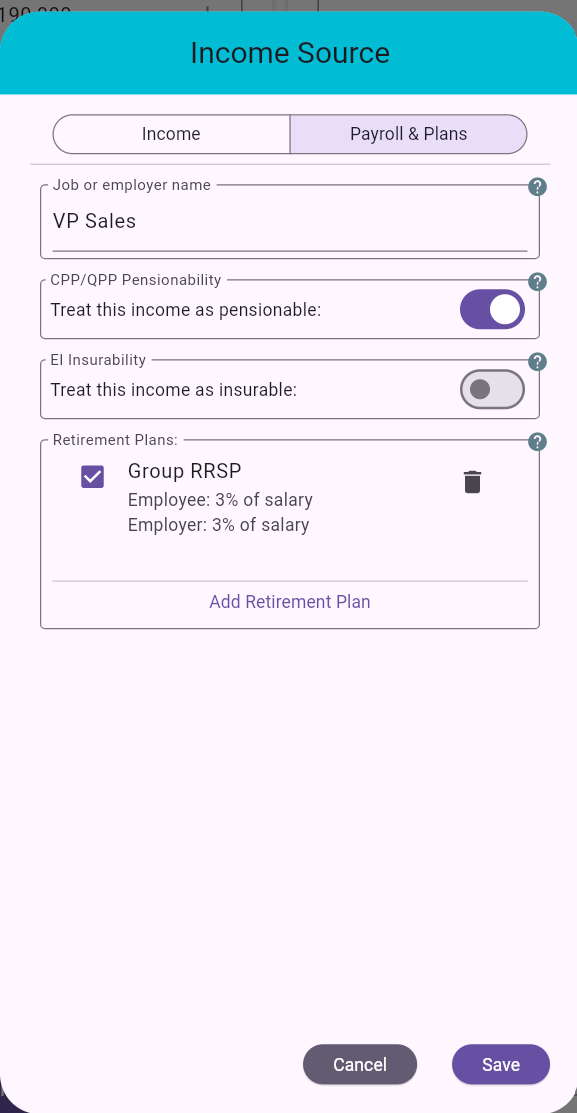 Income Source
Income
Payroll & Plans
Job or employer name
?
VP Sales
CPP/QPP Pensionability
?
Treat this income as pensionable:
EI Insurability
?
Treat this income as insurable:
Retirement Plans:
?
Group RRSP
Employee: 3% of salary
Employer: 3% of salary
Add Retirement Plan
Cancel
Save